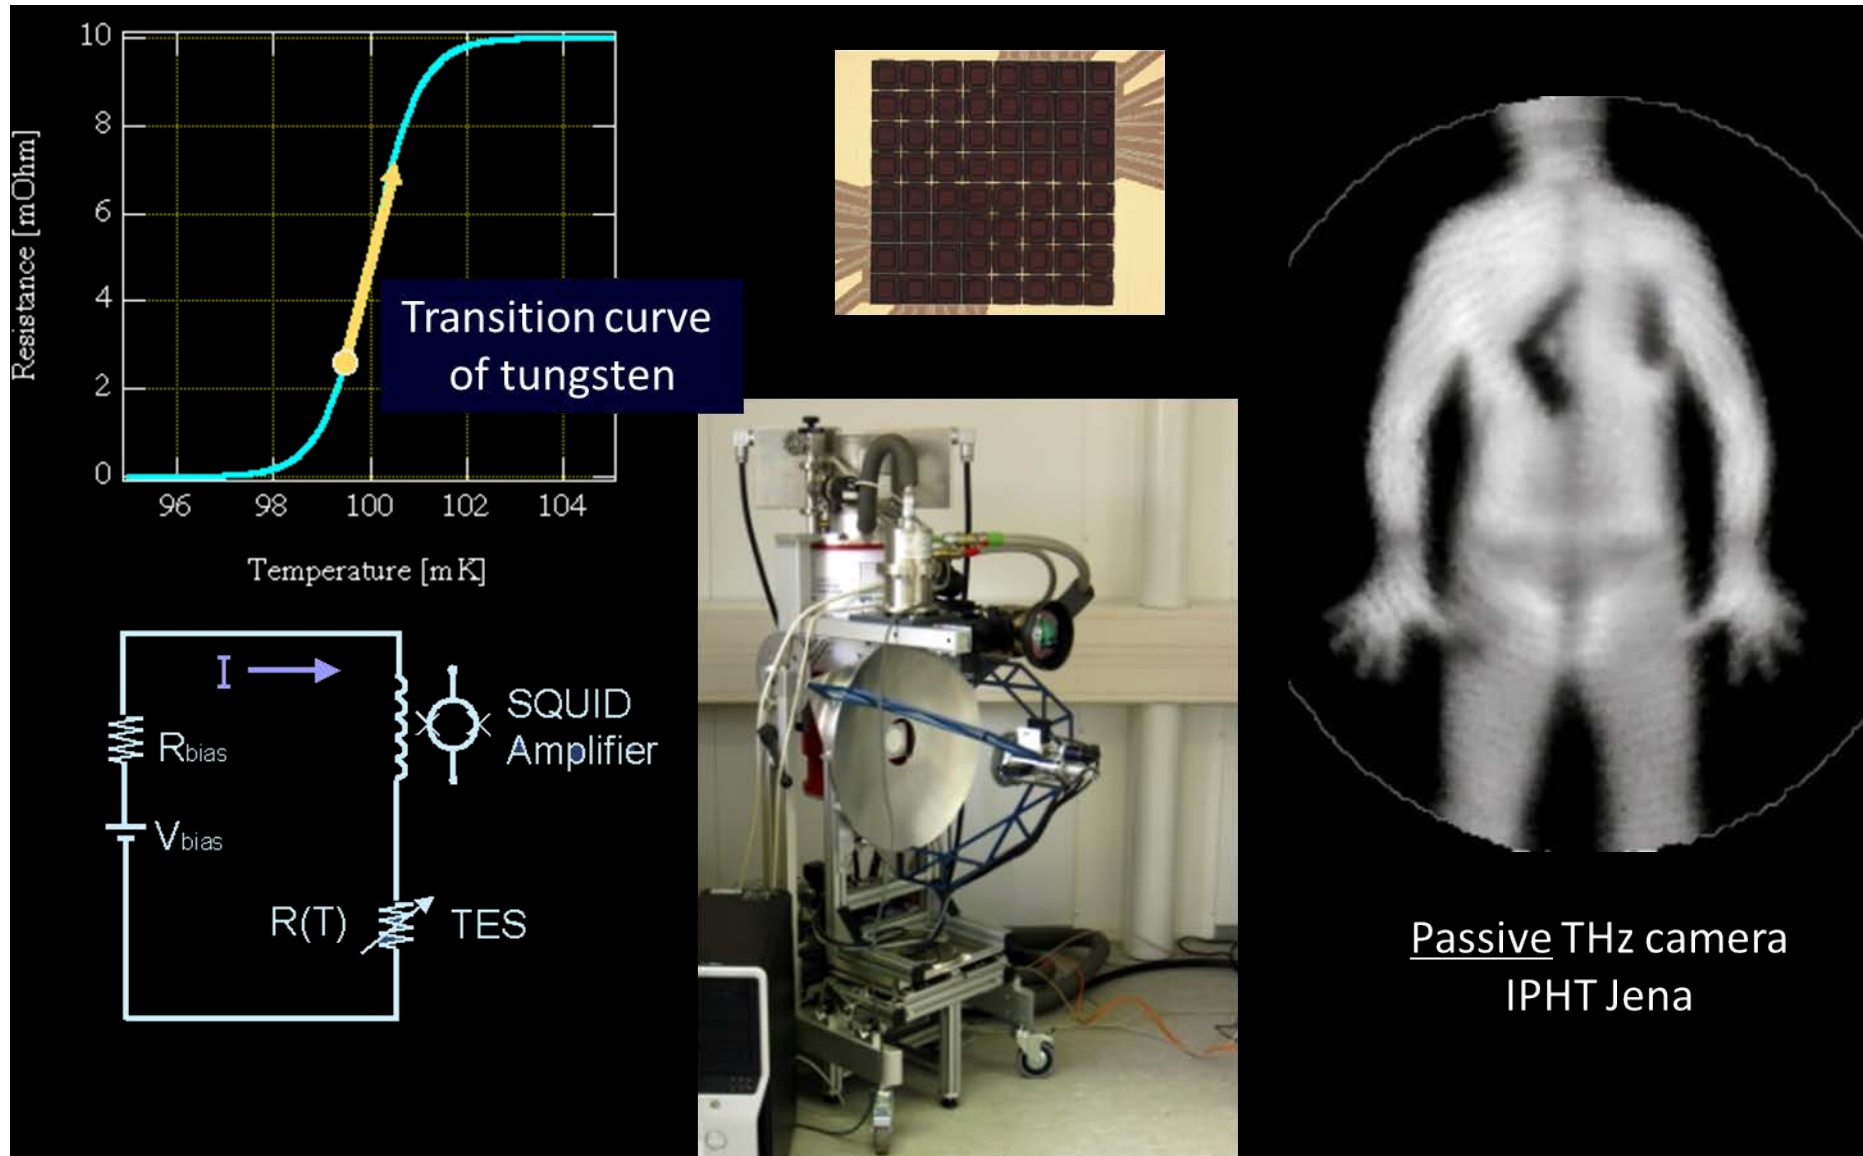 10
8
6
4
2
0
Resistance [mOhm]
96 98 100 102 104
Temperature [mK]
Transition curve
of tungsten
I
Rbias
Vbias
SQUID
Amplifier
R(T)
TES
Passive THz camera
IPHT Jena